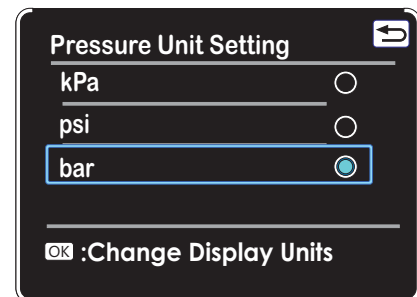 Pressure Unit Setting
kPa
psi
bar
OK :Change Display Units